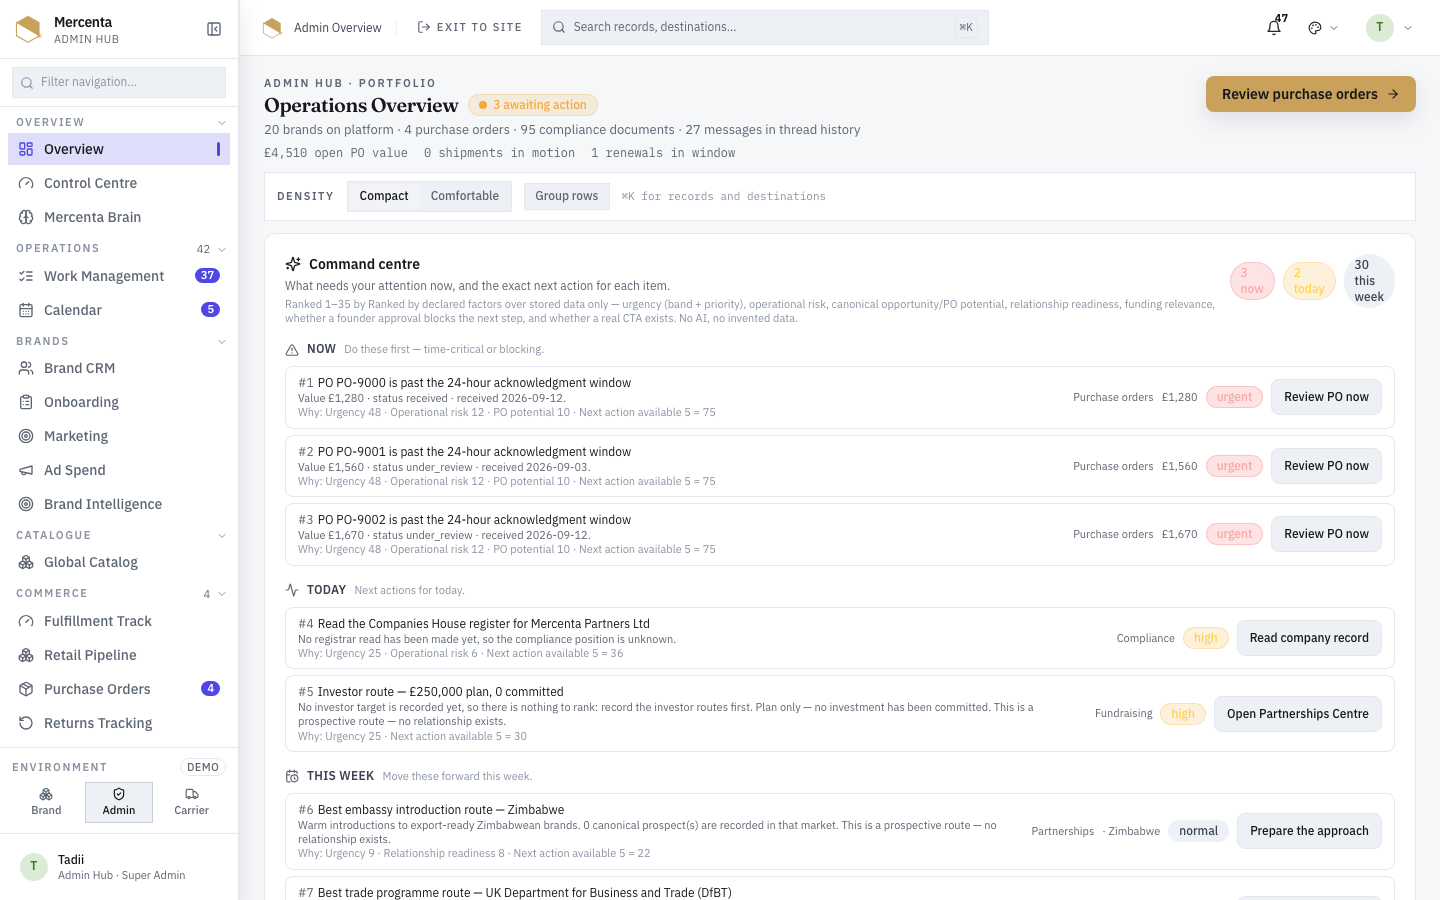 Mercenta
ADMIN HUB
Filter navigation...
OVERVIEW
Overview
Control Centre
Mercenta Brain
OPERATIONS 42
Work Management 37
Calendar 5
BRANDS
Brand CRM
Onboarding
Marketing
Ad Spend
Brand Intelligence
CATALOGUE
Global Catalog
COMMERCE 4
Fulfillment Track
Retail Pipeline
Purchase Orders 4
Returns Tracking
ENVIRONMENT DEMO
Brand Admin Carrier
T Tadii
Admin Hub · Super Admin
Admin Overview EXIT TO SITE Search records, destinations... ⌘K 47 T
ADMIN HUB · PORTFOLIO
Operations Overview 3 awaiting action Review purchase orders →
20 brands on platform · 4 purchase orders · 95 compliance documents · 27 messages in thread history
£4,510 open PO value 0 shipments in motion 1 renewals in window
DENSITY Compact Comfortable Group rows ⌘K for records and destinations
Command centre
What needs your attention now, and the exact next action for each item.
Ranked 1–35 by Ranked by declared factors over stored data only — urgency (band + priority), operational risk, canonical opportunity/PO potential, relationship readiness, funding relevance,
whether a founder approval blocks the next step, and whether a real CTA exists. No AI, no invented data.
3 now
2 today
30 this week
NOW Do these first — time-critical or blocking.
#1 PO PO-9000 is past the 24-hour acknowledgment window
Value £1,280 · status received · received 2026-09-12.
Why: Urgency 48 · Operational risk 12 · PO potential 10 · Next action available 5 = 75
Purchase orders £1,280 urgent Review PO now
#2 PO PO-9001 is past the 24-hour acknowledgment window
Value £1,560 · status under_review · received 2026-09-03.
Why: Urgency 48 · Operational risk 12 · PO potential 10 · Next action available 5 = 75
Purchase orders £1,560 urgent Review PO now
#3 PO PO-9002 is past the 24-hour acknowledgment window
Value £1,670 · status under_review · received 2026-09-12.
Why: Urgency 48 · Operational risk 12 · PO potential 10 · Next action available 5 = 75
Purchase orders £1,670 urgent Review PO now
TODAY Next actions for today.
#4 Read the Companies House register for Mercenta Partners Ltd
No registrar read has been made yet, so the compliance position is unknown.
Why: Urgency 25 · Operational risk 6 · Next action available 5 = 36
Compliance high Read company record
#5 Investor route — £250,000 plan, 0 committed
No investor target is recorded yet, so there is nothing to rank: record the investor routes first. Plan only — no investment has been committed. This is a
prospective route — no relationship exists.
Why: Urgency 25 · Next action available 5 = 30
Fundraising high Open Partnerships Centre
THIS WEEK Move these forward this week.
#6 Best embassy introduction route — Zimbabwe
Warm introductions to export-ready Zimbabwean brands. 0 canonical prospect(s) are recorded in that market. This is a prospective route — no
relationship exists.
Why: Urgency 9 · Relationship readiness 8 · Next action available 5 = 22
Partnerships · Zimbabwe normal Prepare the approach
#7 Best trade programme route — UK Department for Business and Trade (DfBT)